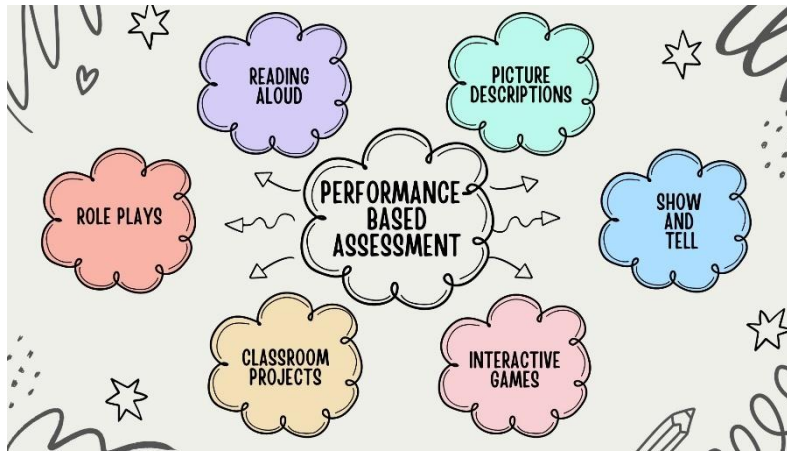 READING
ALOUD
PICTURE
DESCRIPTIONS
ROLE PLAYS
PERFORMANCE
BASED
ASSESSMENT
SHOW
AND
TELL
CLASSROOM
PROJECTS
INTERACTIVE
GAMES